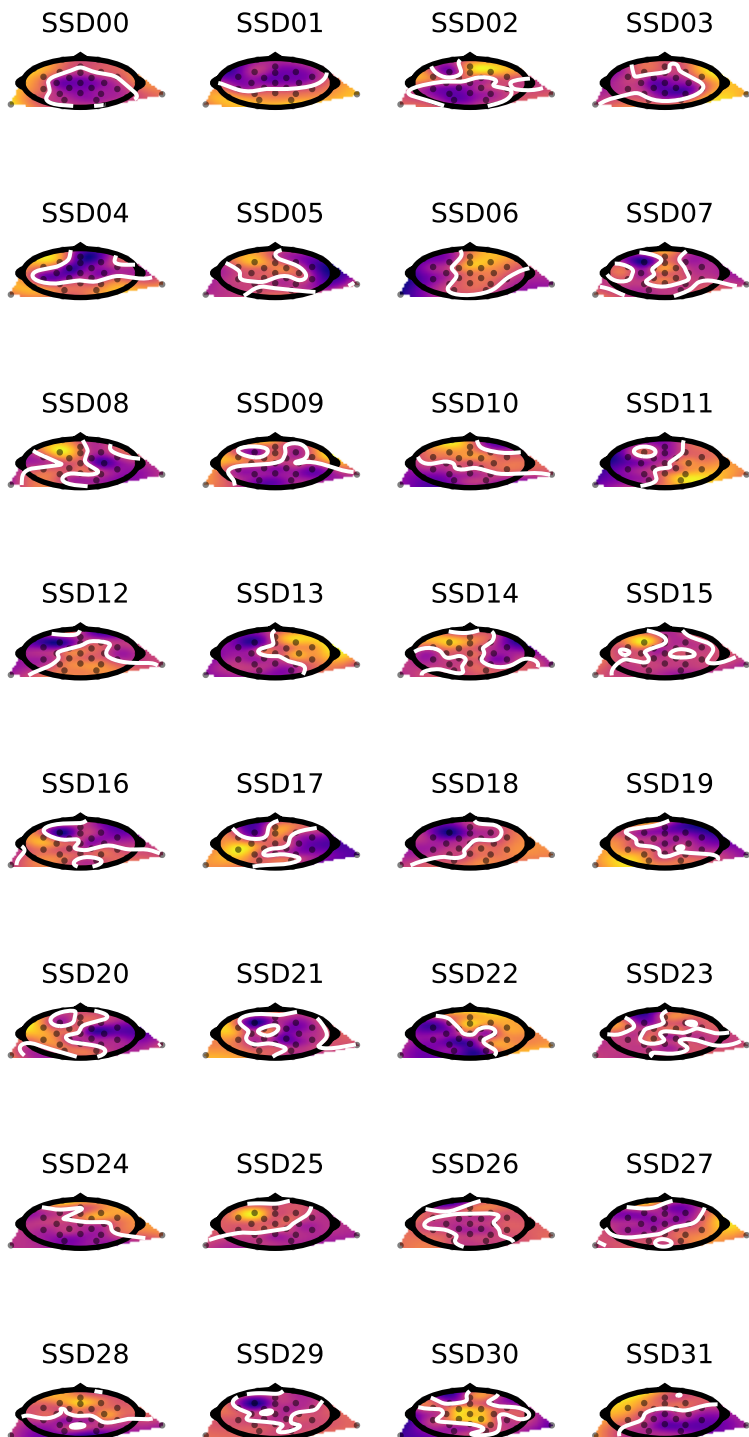 SSD00 SSD01 SSD02 SSD03
SSD04 SSD05 SSD06 SSD07
SSD08 SSD09 SSD10 SSD11
SSD12 SSD13 SSD14 SSD15
SSD16 SSD17 SSD18 SSD19
SSD20 SSD21 SSD22 SSD23
SSD24 SSD25 SSD26 SSD27
SSD28 SSD29 SSD30 SSD31